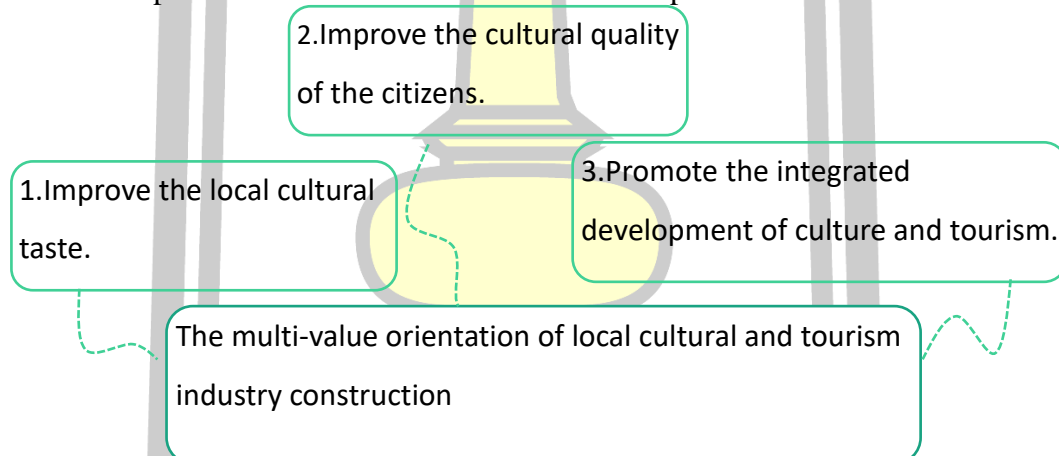 2.Improve the cultural quality
of the citizens.
1.Improve the local cultural
taste.
3.Promote the integrated
development of culture and tourism.
The multi-value orientation of local cultural and tourism
industry construction